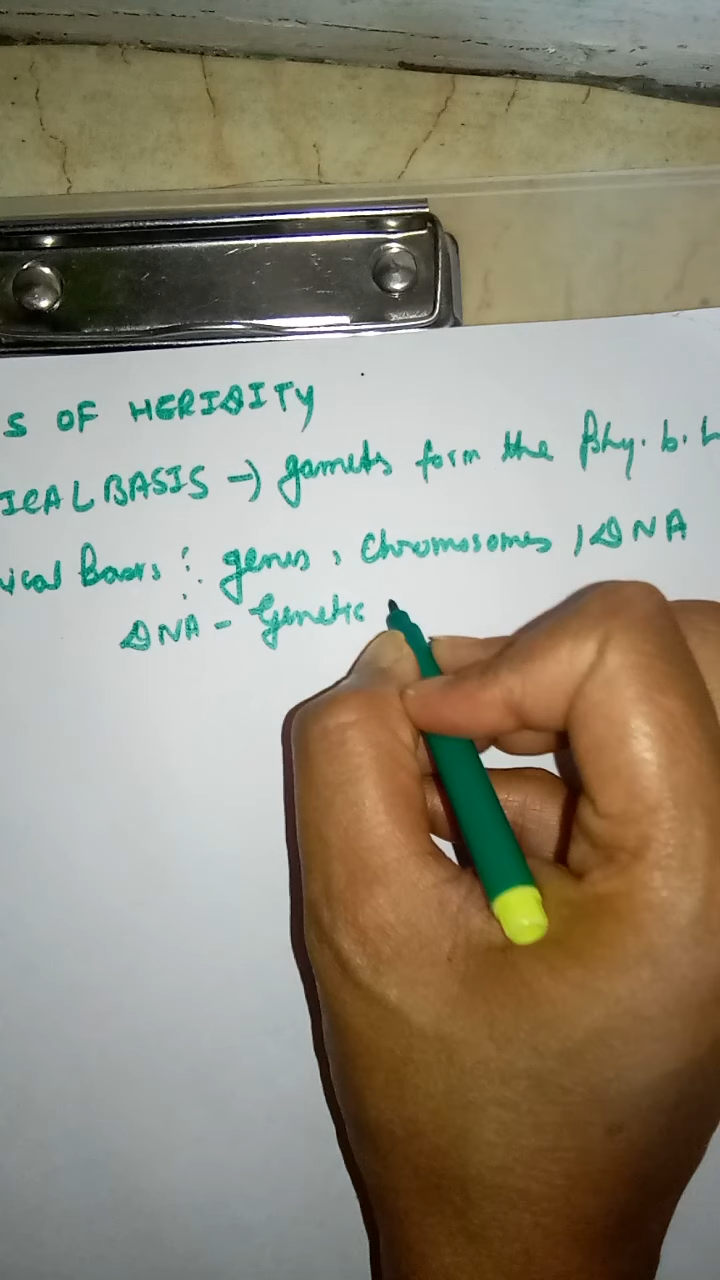 S OF HERIDITY
ICAL BASIS → gamets form the Phy. b. h
ical Basis : genes, Chromosomes, DNA
DNA - Genetic